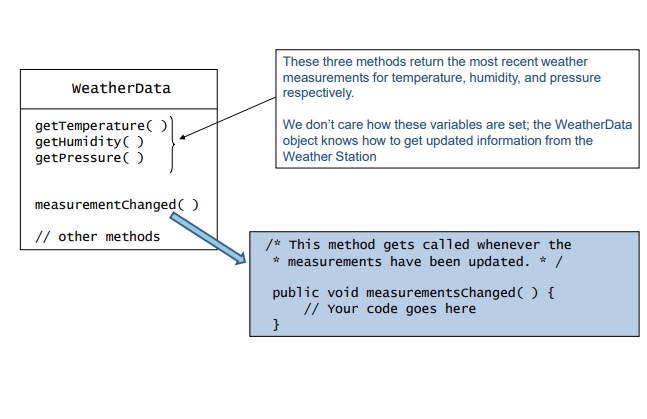 WeatherData
getTemperature( )
getHumidity( )
getPressure( )
measurementChanged( )
// other methods
These three methods return the most recent weather
measurements for temperature, humidity, and pressure
respectively.
We don't care how these variables are set; the WeatherData
object knows how to get updated information from the
Weather Station
/* This method gets called whenever the
* measurements have been updated. * /
public void measurementsChanged( ) {
// Your code goes here
}